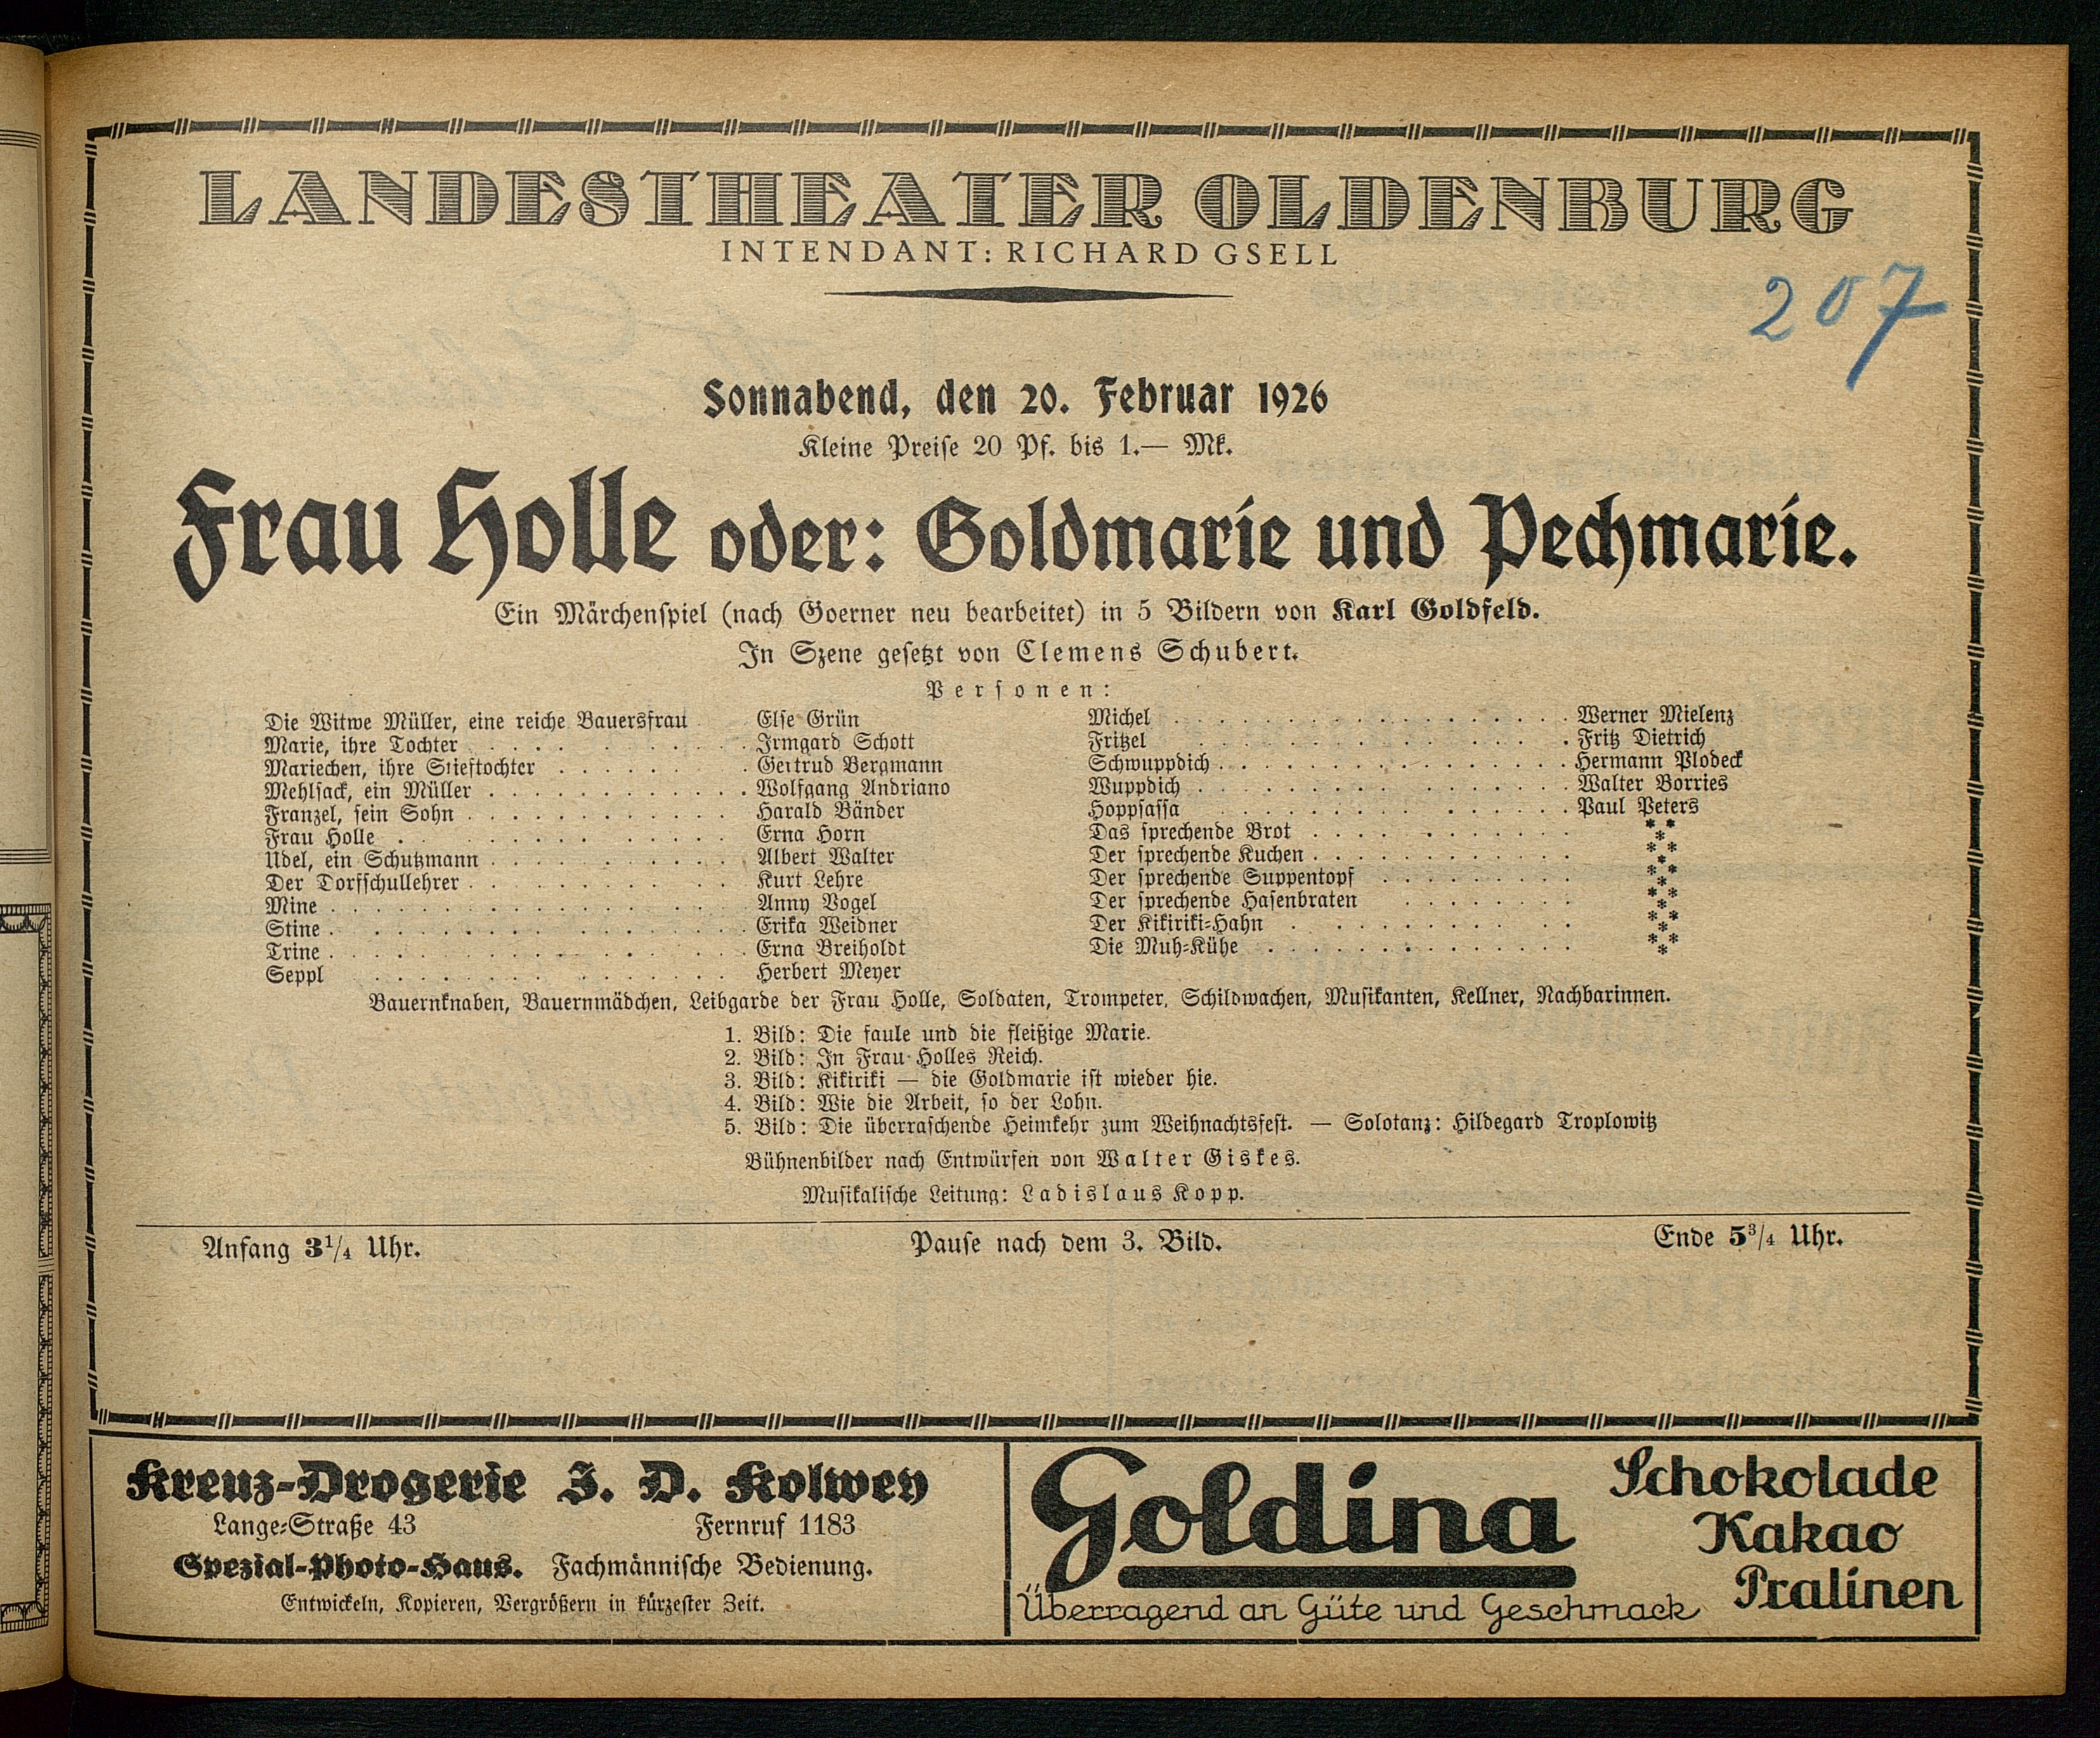 LANDESTHEATER OLDENBURG
INTENDANT: RICHARD GSELL
207
Sonnabend, den 20. Februar 1926
Kleine Preise 20 Pf. bis 1.— Mk.
Frau Holle oder: Goldmarie und Pechmarie.
Ein Märchenspiel (nach Goerner neu bearbeitet) in 5 Bildern von Karl Goldfeld.
In Szene gesetzt von Clemens Schubert.
Personen:
Die Witwe Müller, eine reiche Bauersfrau Else Grün
Marie, ihre Tochter . . . . . . . . . Irmgard Schott
Mariechen, ihre Stieftochter . . . . . . . Gertrud Bergmann
Mehlsack, ein Müller . . . . . . . . . . . Wolfgang Andriano
Franzel, sein Sohn . . . . . . . . . . . Harald Bänder
Frau Holle . . . . . . . . . . . Erna Horn
Udel, ein Schutzmann . . . . . . . . . . Albert Walter
Der Dorfschullehrer . . . . . . . . . . Kurt Lehre
Mine . . . . . . . . . . . . . . Anny Vogel
Stine . . . . . . . . . . . . . . Erika Weidner
Trine . . . . . . . . . . . . . . Erna Breiholdt
Seppl . . . . . . . . . . . . . Herbert Meyer
Michel . . . . . . . . . . . . . . Werner Mielenz
Fritzel . . . . . . . . . . . . . Fritz Dietrich
Schwuppdich . . . . . . . . . . . . . Hermann Plodeck
Wuppdich . . . . . . . . . . . . . Walter Borries
Hoppsassa . . . . . . . . . . . . . Paul Peters
Das sprechende Brot . . . . . . . . . . * * *
Der sprechende Kuchen . . . . . . . . . . * * *
Der sprechende Suppentopf . . . . . . . . * * *
Der sprechende Hasenbraten . . . . . . . * * *
Der Kikiriki-Hahn . . . . . . . . . . . * * *
Die Muh-Kühe . . . . . . . . . . . . * * *
Bauernknaben, Bauernmädchen, Leibgarde der Frau Holle, Soldaten, Trompeter, Schildwachen, Musikanten, Kellner, Nachbarinnen.
1. Bild: Die faule und die fleißige Marie.
2. Bild: In Frau Holles Reich.
3. Bild: Kikiriki — die Goldmarie ist wieder hie.
4. Bild: Wie die Arbeit, so der Lohn.
5. Bild: Die überraschende Heimkehr zum Weihnachtsfest. — Solotanz: Hildegard Troplowitz
Bühnenbilder nach Entwürfen von Walter Giskes.
Musikalische Leitung: Ladislaus Kopp.
Anfang 3¹/₄ Uhr. Pause nach dem 3. Bild. Ende 5³/₄ Uhr.
Kreuz-Drogerie J. D. Kolwey
Lange-Straße 43 Fernruf 1183
Spezial-Photo-Haus. Fachmännische Bedienung.
Entwickeln, Kopieren, Vergrößern in kürzester Zeit.
Goldina
Schokolade
Kakao
Pralinen
Überragend an Güte und Geschmack